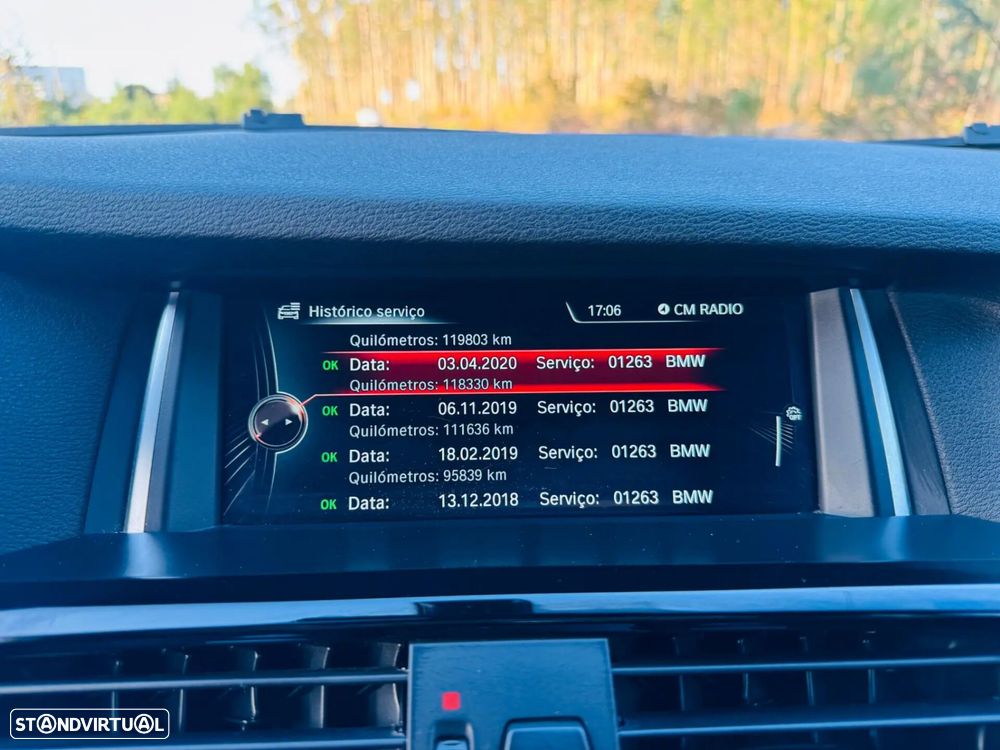 Histórico serviço 17:06 CM RADIO
Quilómetros: 119803 km
OK Data: 03.04.2020 Serviço: 01263 BMW
Quilómetros: 118330 km
OK Data: 06.11.2019 Serviço: 01263 BMW
Quilómetros: 111636 km
OK Data: 18.02.2019 Serviço: 01263 BMW
Quilómetros: 95839 km
OK Data: 13.12.2018 Serviço: 01263 BMW
OFF
STANDVIRTUAL